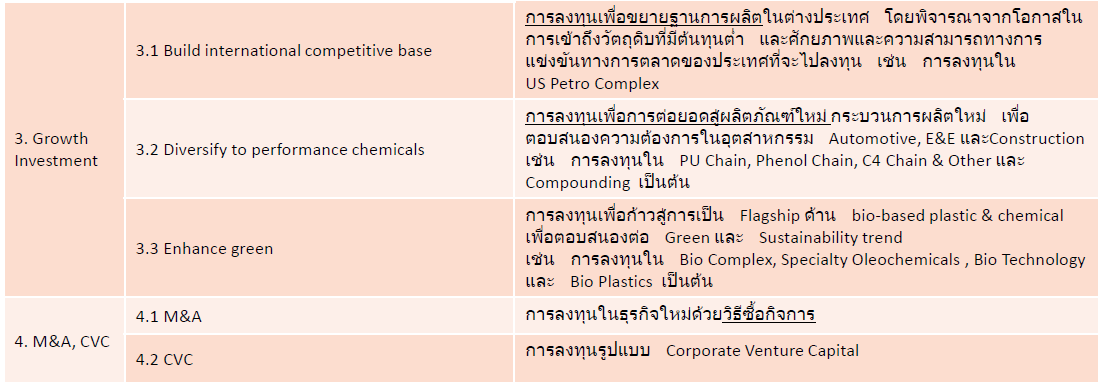 3. Growth
Investment
3.1 Build international competitive base
การลงทุนเพื่อขยายฐานการผลิตในต่างประเทศ โดยพิจารณาจากโอกาสใน
การเข้าถึงวัตถุดิบที่มีต้นทุนต่ำ และศักยภาพและความสามารถทางการ
แข่งขันทางการตลาดของประเทศที่จะไปลงทุน เช่น การลงทุนใน
US Petro Complex
3.2 Diversify to performance chemicals
การลงทุนเพื่อการต่อยอดสู่ผลิตภัณฑ์ใหม่ กระบวนการผลิตใหม่ เพื่อ
ตอบสนองความต้องการในอุตสาหกรรม Automotive, E&E และConstruction
เช่น การลงทุนใน PU Chain, Phenol Chain, C4 Chain & Other และ
Compounding เป็นต้น
3.3 Enhance green
การลงทุนเพื่อก้าวสู่การเป็น Flagship ด้าน bio-based plastic & chemical
เพื่อตอบสนองต่อ Green และ Sustainability trend
เช่น การลงทุนใน Bio Complex, Specialty Oleochemicals , Bio Technology
และ Bio Plastics เป็นต้น
4. M&A, CVC
4.1 M&A
การลงทุนในธุรกิจใหม่ด้วยวิธีซื้อกิจการ
4.2 CVC
การลงทุนรูปแบบ Corporate Venture Capital